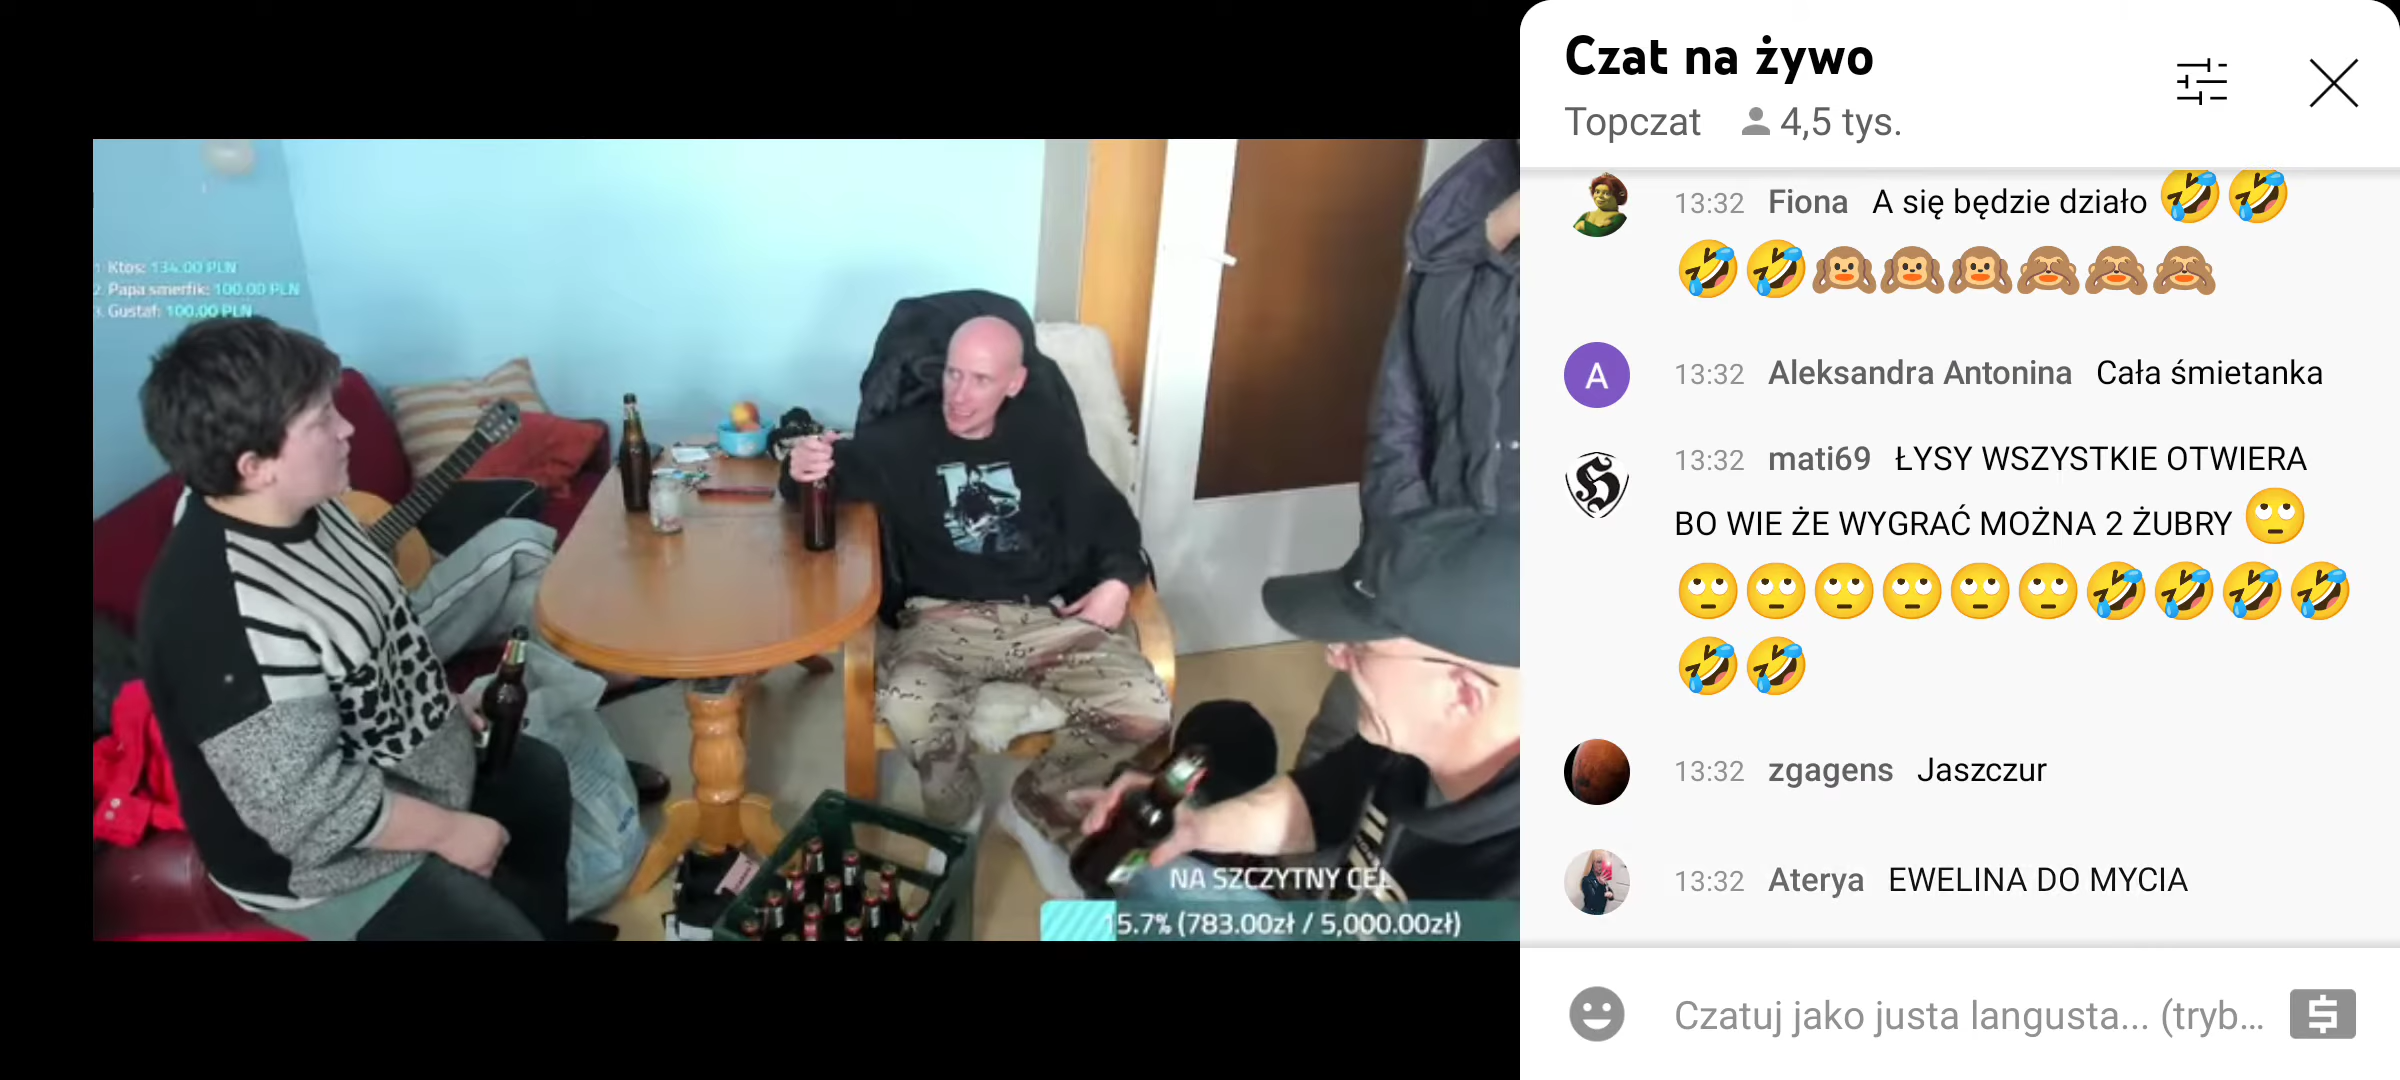 1. Ktos: 134.00 PLN
2. Papa smerfik: 100.00 PLN
3. Gustaf: 100.00 PLN
NA SZCZYTNY CEL
15.7% (783.00zł / 5,000.00zł)
Czat na żywo
Topczat 4,5 tys.
13:32 Fiona A się będzie działo 🤣🤣
🤣🤣🙉🙉🙉🙈🙈🙈
A 13:32 Aleksandra Antonina Cała śmietanka
13:32 mati69 ŁYSY WSZYSTKIE OTWIERA
BO WIE ŻE WYGRAĆ MOŻNA 2 ŻUBRY 🙄
🙄🙄🙄🙄🙄🙄🤣🤣🤣🤣
🤣🤣
13:32 zgagens Jaszczur
13:32 Aterya EWELINA DO MYCIA
Czatuj jako justa langusta... (tryb...